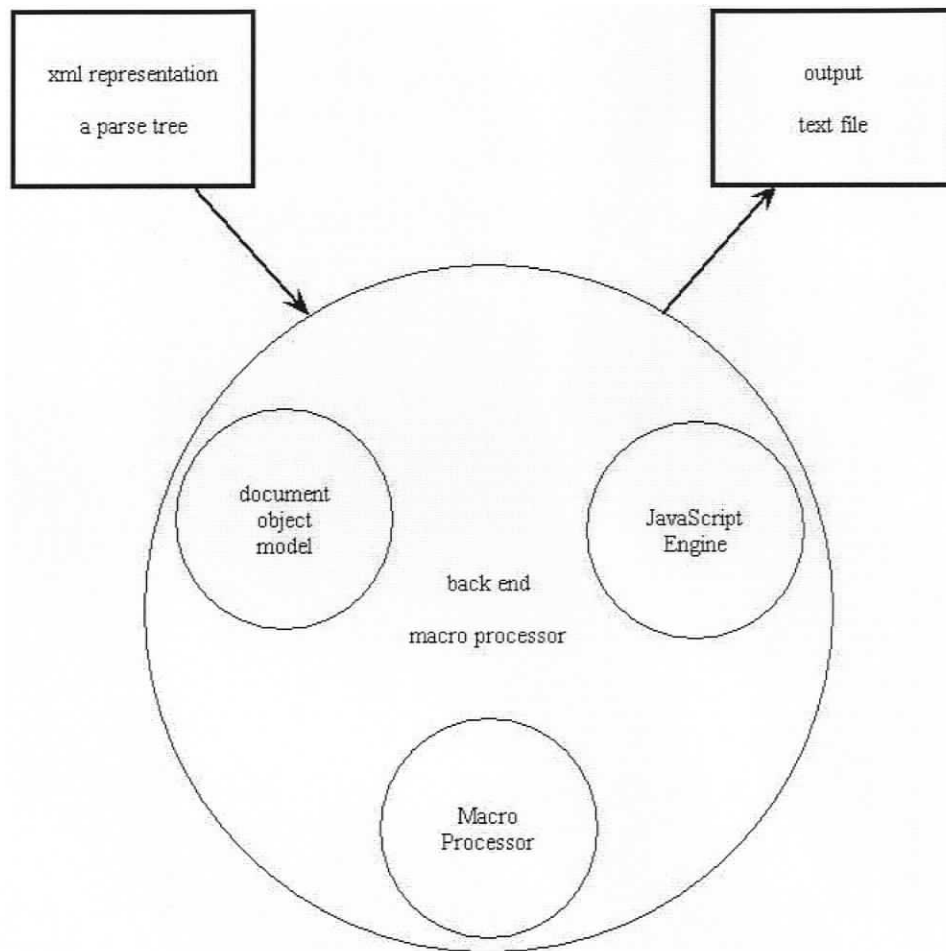 xml representation
a parse tree
output
text file
document
object
model
JavaScript
Engine
back end
macro processor
Macro
Processor